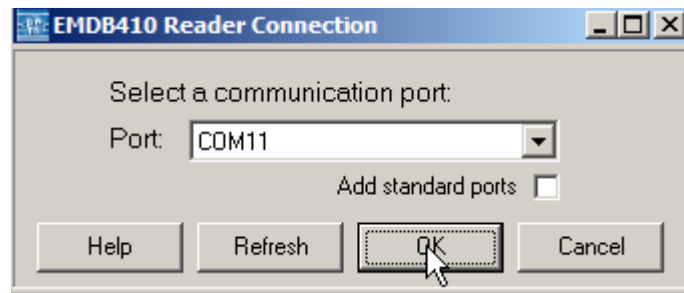 EMDB410 Reader Connection
Select a communication port:
Port: COM11
Add standard ports
Help Refresh OK Cancel